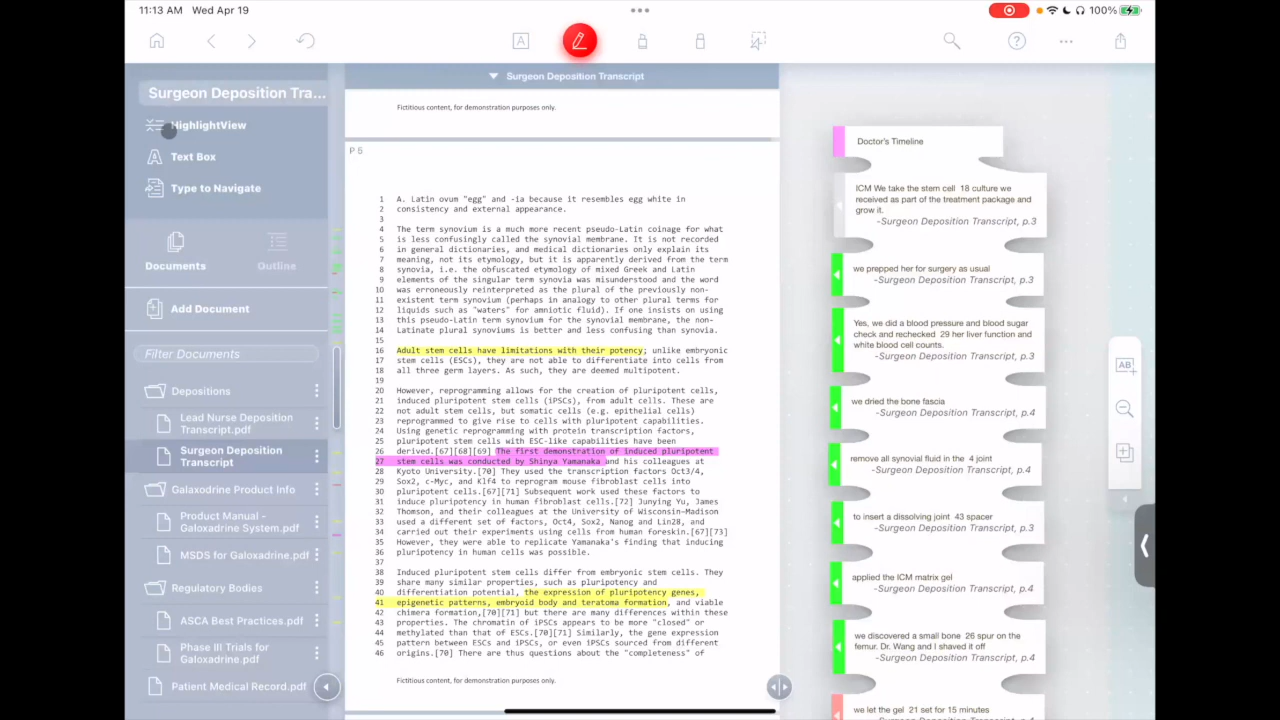 11:13 AM Wed Apr 19
100%
Surgeon Deposition Tra...
HighlightView
Text Box
Type to Navigate
Documents
Outline
Add Document
Filter Documents
Depositions
Lead Nurse Deposition
Transcript.pdf
Surgeon Deposition
Transcript
Galaxodrine Product Info
Product Manual -
Galoxadrine System.pdf
MSDS for Galoxadrine.pdf
Regulatory Bodies
ASCA Best Practices.pdf
Phase III Trials for
Galoxadrine.pdf
Patient Medical Record.pdf
Surgeon Deposition Transcript
Fictitious content, for demonstration purposes only.
P 5
1 A. Latin ovum "egg" and -ia because it resembles egg white in
2 consistency and external appearance.
3
4 The term synovium is a much more recent pseudo-Latin coinage for what
5 is less confusingly called the synovial membrane. It is not recorded
6 in general dictionaries, and medical dictionaries only explain its
7 meaning, not its etymology, but it is apparently derived from the term
8 synovia, i.e. the obfuscated etymology of mixed Greek and Latin
9 elements of the singular term synovia was misunderstood and the word
10 was erroneously reinterpreted as the plural of the previously non-
11 existent term synovium (perhaps in analogy to other plural terms for
12 liquids such as "waters" for amniotic fluid). If one insists on using
13 this pseudo-Latin term synovium for the synovial membrane, the non-
14 Latinate plural synoviums is better and less confusing than synovia.
15
16 Adult stem cells have limitations with their potency; unlike embryonic
17 stem cells (ESCs), they are not able to differentiate into cells from
18 all three germ layers. As such, they are deemed multipotent.
19
20 However, reprogramming allows for the creation of pluripotent cells,
21 induced pluripotent stem cells (iPSCs), from adult cells. These are
22 not adult stem cells, but somatic cells (e.g. epithelial cells)
23 reprogrammed to give rise to cells with pluripotent capabilities.
24 Using genetic reprogramming with protein transcription factors,
25 pluripotent stem cells with ESC-like capabilities have been
26 derived.[67][68][69] The first demonstration of induced pluripotent
27 stem cells was conducted by Shinya Yamanaka and his colleagues at
28 Kyoto University.[70] They used the transcription factors Oct3/4,
29 Sox2, c-Myc, and Klf4 to reprogram mouse fibroblast cells into
30 pluripotent cells.[67][71] Subsequent work used these factors to
31 induce pluripotency in human fibroblast cells.[72] Junying Yu, James
32 Thomson, and their colleagues at the University of Wisconsin–Madison
33 used a different set of factors, Oct4, Sox2, Nanog and Lin28, and
34 carried out their experiments using cells from human foreskin.[67][73]
35 However, they were able to replicate Yamanaka's finding that inducing
36 pluripotency in human cells was possible.
37
38 Induced pluripotent stem cells differ from embryonic stem cells. They
39 share many similar properties, such as pluripotency and
40 differentiation potential, the expression of pluripotency genes,
41 epigenetic patterns, embryoid body and teratoma formation, and viable
42 chimera formation,[70][71] but there are many differences within these
43 properties. The chromatin of iPSCs appears to be more "closed" or
44 methylated than that of ESCs.[70][71] Similarly, the gene expression
45 pattern between ESCs and iPSCs, or even iPSCs sourced from different
46 origins.[70] There are thus questions about the "completeness" of
Fictitious content, for demonstration purposes only.
Doctor's Timeline
ICM We take the stem cell 18 culture we
received as part of the treatment package and
grow it.
-Surgeon Deposition Transcript, p.3
we prepped her for surgery as usual
-Surgeon Deposition Transcript, p.3
Yes, we did a blood pressure and blood sugar
check and rechecked 29 her liver function and
white blood cell counts.
-Surgeon Deposition Transcript, p.3
we dried the bone fascia
-Surgeon Deposition Transcript, p.4
remove all synovial fluid in the 4 joint
-Surgeon Deposition Transcript, p.4
to insert a dissolving joint 43 spacer
-Surgeon Deposition Transcript, p.3
applied the ICM matrix gel
-Surgeon Deposition Transcript, p.4
we discovered a small bone 26 spur on the
femur. Dr. Wang and I shaved it off
-Surgeon Deposition Transcript, p.4
we let the gel 21 set for 15 minutes
-Surgeon Deposition Transcript, p.4